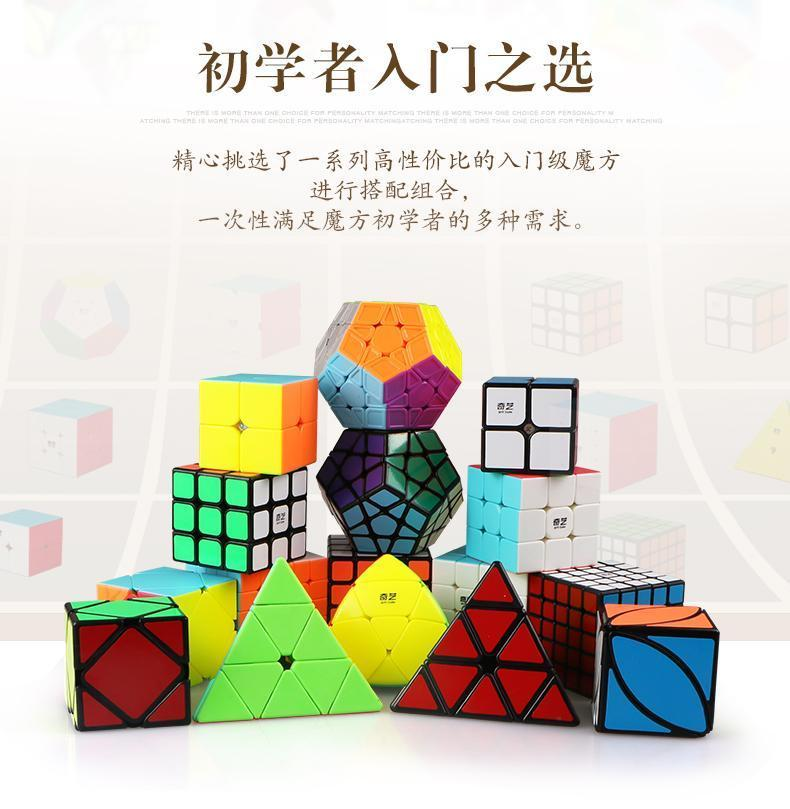 初学者入门之选
THERE IS MORE THAN ONE CHOICE FOR PERSONALITY MATCHING THERE IS MORE THAN ONE CHOICE FOR PERSONALITY M
ATCHING THERE IS MORE THAN ONE CHOICE FOR PERSONALITY MATCHINGATCHING THERE IS MORE THAN ONE CHOICE FOR PERSONALITY MATCHING
精心挑选了一系列高性价比的入门级魔方
进行搭配组合，
一次性满足魔方初学者的多种需求。
奇艺
奇艺
奇艺
奇艺